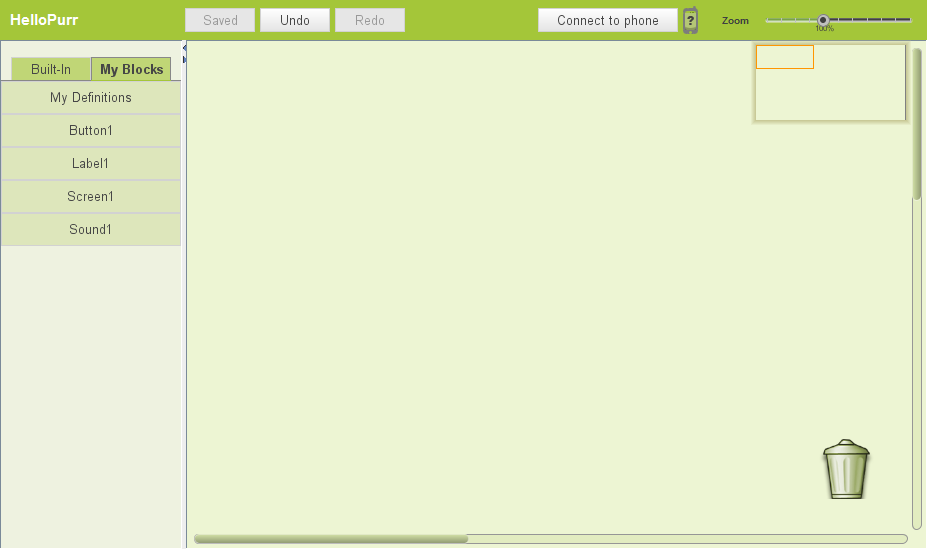 HelloPurr
Saved
Undo
Redo
Connect to phone
?
Zoom
100%
Built-In
My Blocks
My Definitions
Button1
Label1
Screen1
Sound1